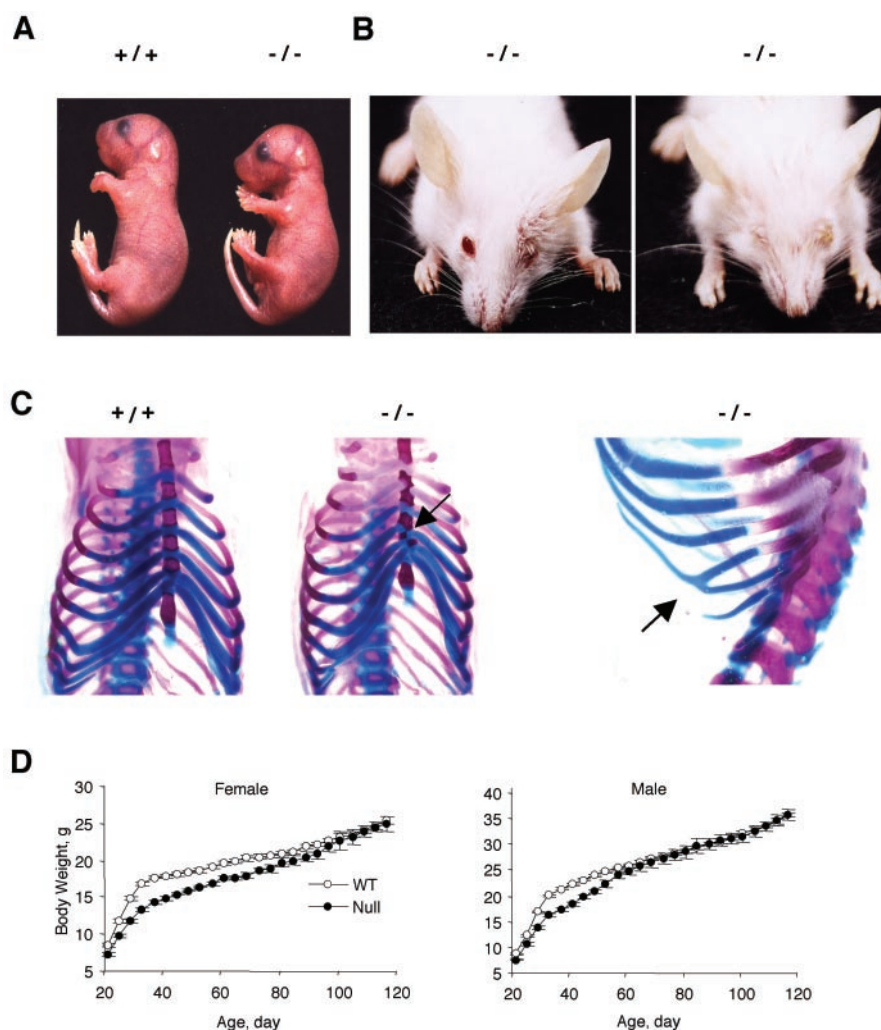 A
+/+ -/-
B
-/- -/-
C
+/+ -/- -/-
D
Female
Body Weight, g
30
25
20
15
10
5
WT
Null
20 40 60 80 100 120
Age, day
Male
40
35
30
25
20
15
10
5
20 40 60 80 100 120
Age, day